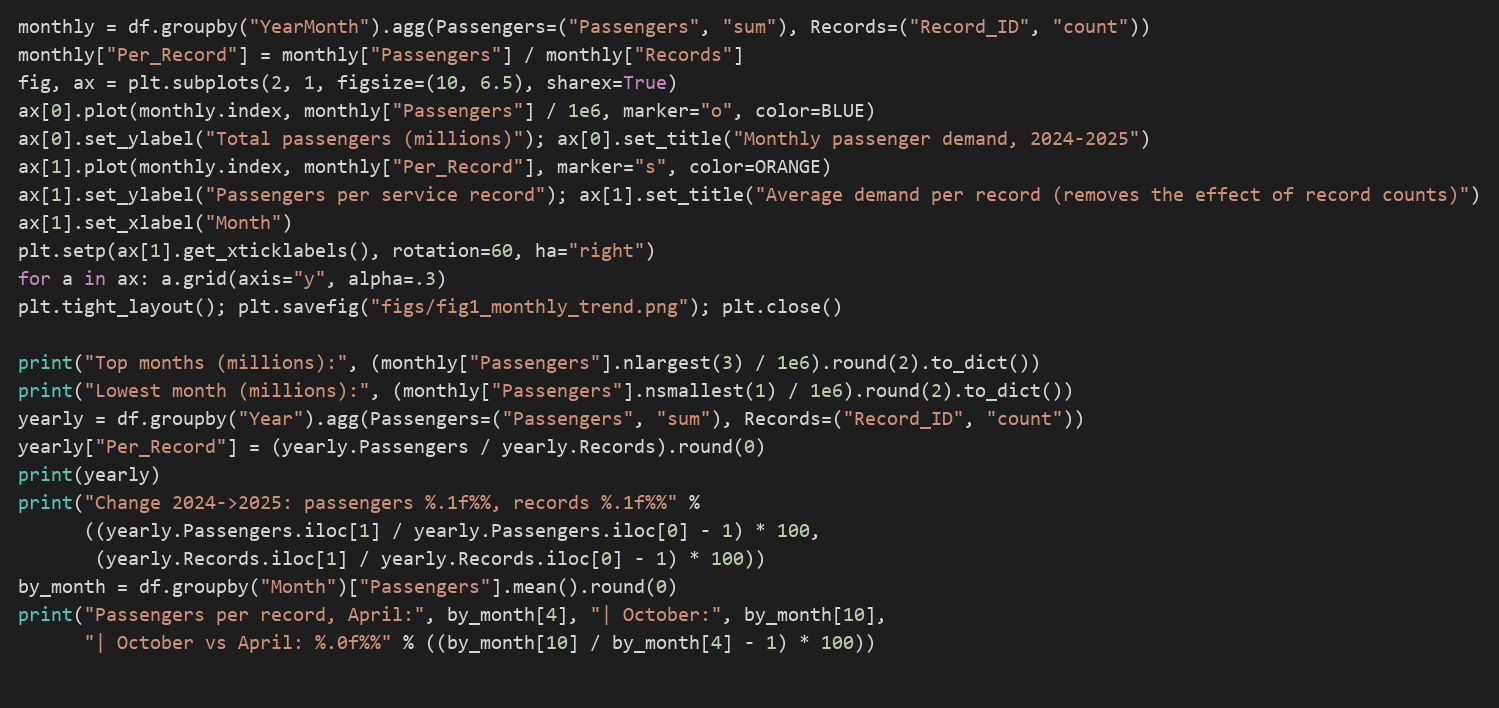 monthly = df.groupby("YearMonth").agg(Passengers=("Passengers", "sum"), Records=("Record_ID", "count"))
monthly["Per_Record"] = monthly["Passengers"] / monthly["Records"]
fig, ax = plt.subplots(2, 1, figsize=(10, 6.5), sharex=True)
ax[0].plot(monthly.index, monthly["Passengers"] / 1e6, marker="o", color=BLUE)
ax[0].set_ylabel("Total passengers (millions)"); ax[0].set_title("Monthly passenger demand, 2024-2025")
ax[1].plot(monthly.index, monthly["Per_Record"], marker="s", color=ORANGE)
ax[1].set_ylabel("Passengers per service record"); ax[1].set_title("Average demand per record (removes the effect of record counts)")
ax[1].set_xlabel("Month")
plt.setp(ax[1].get_xticklabels(), rotation=60, ha="right")
for a in ax: a.grid(axis="y", alpha=.3)
plt.tight_layout(); plt.savefig("figs/fig1_monthly_trend.png"); plt.close()

print("Top months (millions):", (monthly["Passengers"].nlargest(3) / 1e6).round(2).to_dict())
print("Lowest month (millions):", (monthly["Passengers"].nsmallest(1) / 1e6).round(2).to_dict())
yearly = df.groupby("Year").agg(Passengers=("Passengers", "sum"), Records=("Record_ID", "count"))
yearly["Per_Record"] = (yearly.Passengers / yearly.Records).round(0)
print(yearly)
print("Change 2024->2025: passengers %.1f%%, records %.1f%%" %
      ((yearly.Passengers.iloc[1] / yearly.Passengers.iloc[0] - 1) * 100,
       (yearly.Records.iloc[1] / yearly.Records.iloc[0] - 1) * 100))
by_month = df.groupby("Month")["Passengers"].mean().round(0)
print("Passengers per record, April:", by_month[4], "| October:", by_month[10],
      "| October vs April: %.0f%%" % ((by_month[10] / by_month[4] - 1) * 100))